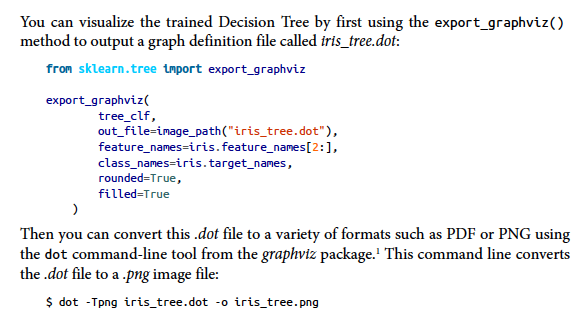 You can visualize the trained Decision Tree by first using the export_graphviz()
method to output a graph definition file called iris_tree.dot:
from sklearn.tree import export_graphviz
export_graphviz(
        tree_clf,
        out_file=image_path("iris_tree.dot"),
        feature_names=iris.feature_names[2:],
        class_names=iris.target_names,
        rounded=True,
        filled=True
    )
Then you can convert this .dot file to a variety of formats such as PDF or PNG using
the dot command-line tool from the graphviz package.¹ This command line converts
the .dot file to a .png image file:
$ dot -Tpng iris_tree.dot -o iris_tree.png